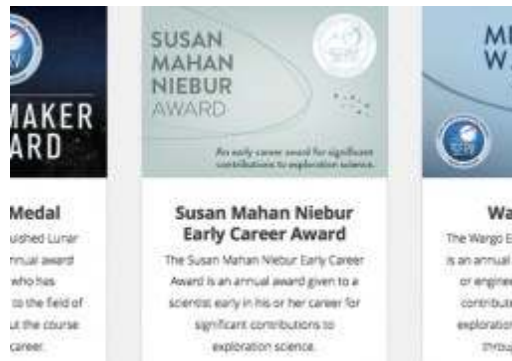 MAKER
ARD
Medal
uished Lunar
nnual award
who has
to the field of
ut the course
career.
SUSAN
MAHAN
NIEBUR
AWARD
An early career award for significant
contributions to exploration science.
Susan Mahan Niebur
Early Career Award
The Susan Mahan Niebur Early Career
Award is an annual award given to a
scientist early in his or her career for
significant contributions to
exploration science.
MI
W
Wa
The Wargo E
is an annual
or enginee
contribute
exploration
throug